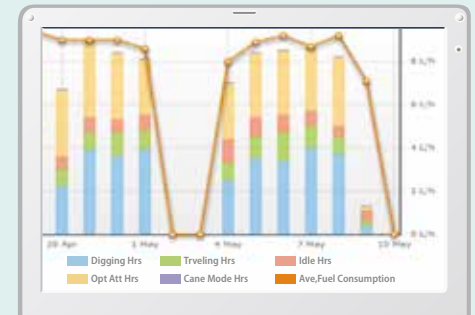 8 L/h
6 L/h
4 L/h
2 L/h
0 L/h
28 Apr 1 May 4 May 7 May 10 May
Digging Hrs Trveling Hrs Idle Hrs
Opt Att Hrs Cane Mode Hrs Ave,Fuel Consumption